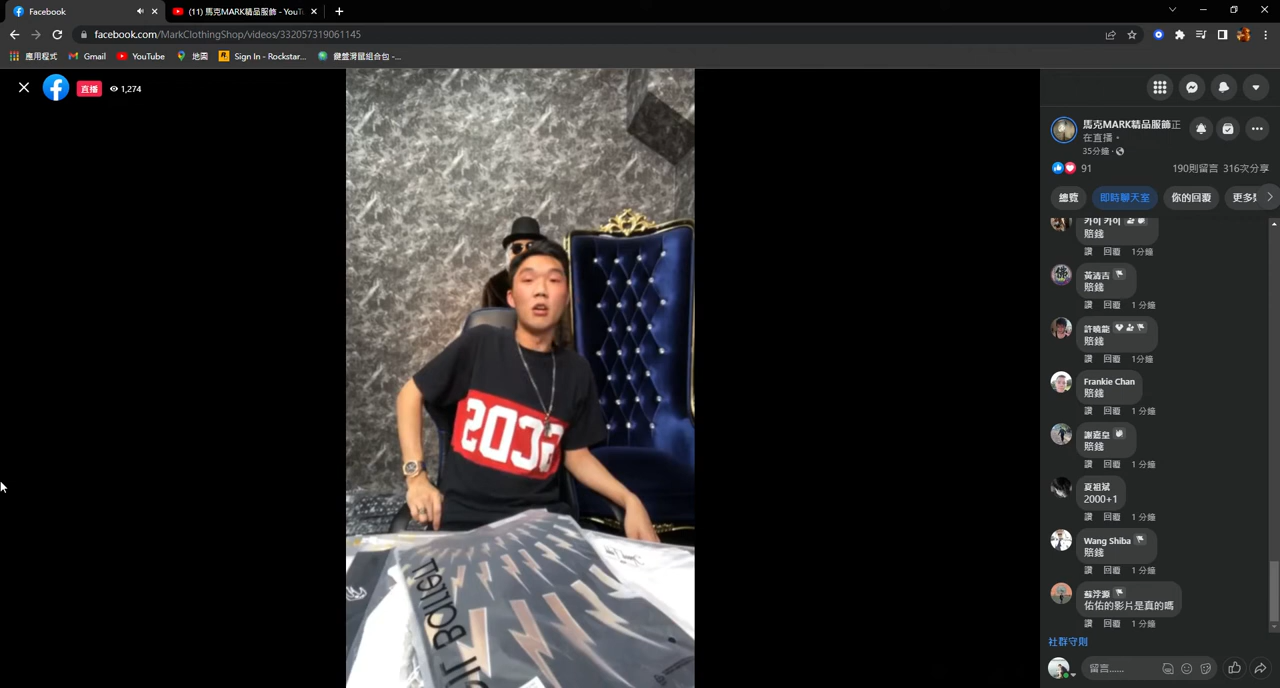 Facebook
(11) 馬克MARK精品服飾 - YouT
facebook.com/MarkClothingShop/videos/332057319061145
應用程式
Gmail
YouTube
地圖
Sign In - Rockstar...
鍵盤滑鼠組合包 -...
直播
1,274
馬克MARK精品服飾正
在直播。
35分鐘
91
190則留言 316次分享
總覽
即時聊天室
你的回覆
更多
賠錢
讚 回覆 1分鐘
黃清吉
賠錢
讚 回覆 1 分鐘
許曉龍
賠錢
讚 回覆 1分鐘
Frankie Chan
賠錢
讚 回覆 1 分鐘
謝嘉皇
賠錢
讚 回覆 1 分鐘
夏祖斌
2000+1
讚 回覆 1 分鐘
Wang Shiba
賠錢
讚 回覆 1 分鐘
蘇浡源
佑佑的影片是真的嗎
讚 回覆 1 分鐘
社群守則
留言......
GCDS
NEIL BARRETT